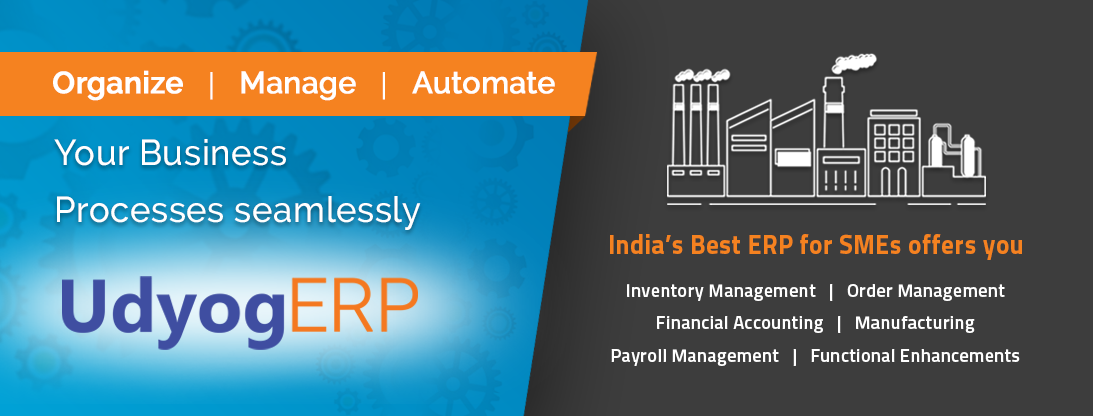 Organize | Manage | Automate
Your Business
Processes seamlessly
UdyogERP
India's Best ERP for SMEs offers you
Inventory Management | Order Management
Financial Accounting | Manufacturing
Payroll Management | Functional Enhancements